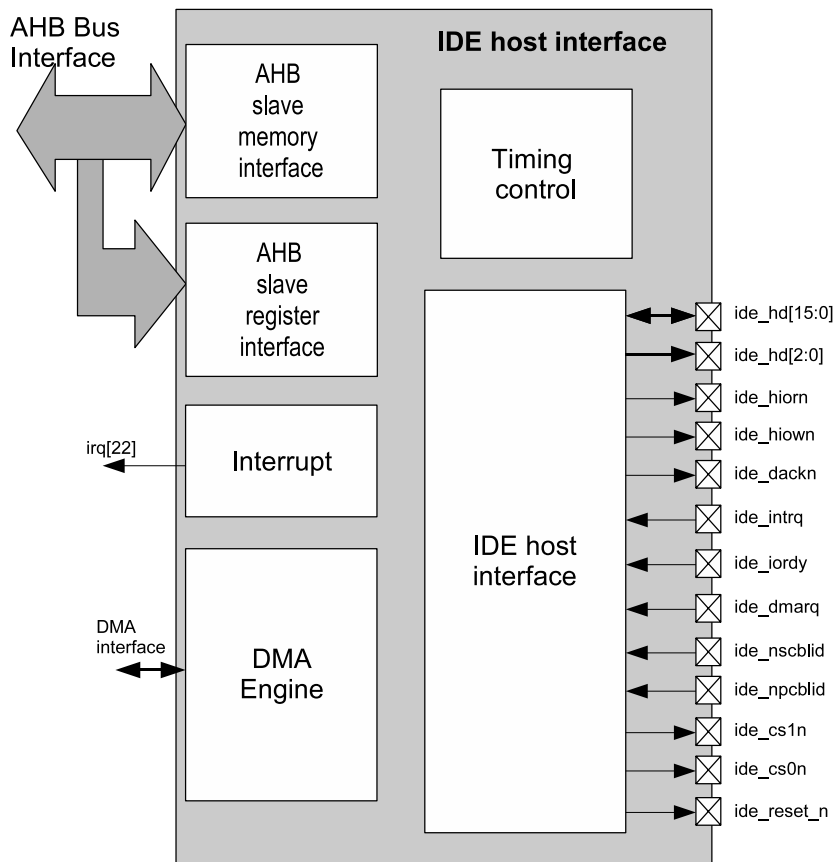 AHB Bus
Interface
IDE host interface
AHB
slave
memory
interface
Timing
control
AHB
slave
register
interface
irq[22]
Interrupt
DMA
interface
DMA
Engine
IDE host
interface
ide_hd[15:0]
ide_hd[2:0]
ide_hiorn
ide_hiown
ide_dackn
ide_intrq
ide_iordy
ide_dmarq
ide_nscblid
ide_npcblid
ide_cs1n
ide_cs0n
ide_reset_n